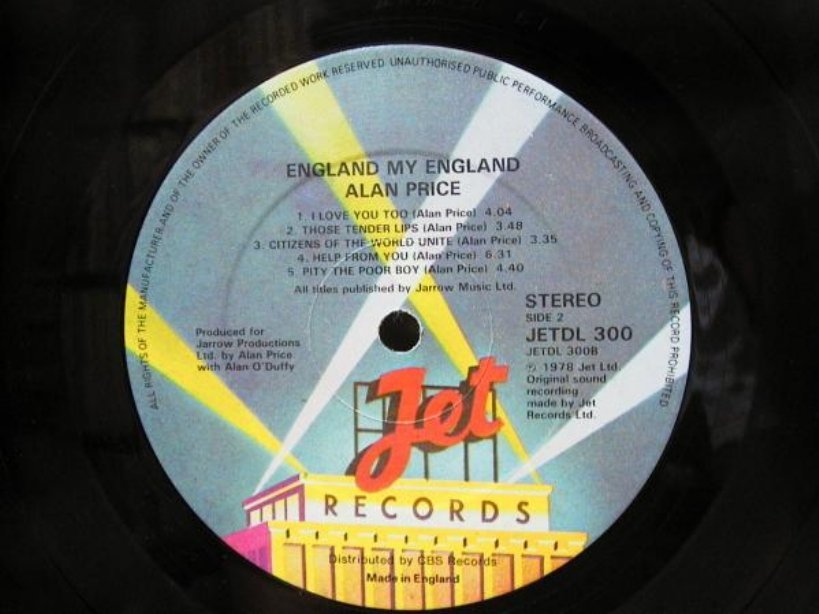 ALL RIGHTS OF THE MANUFACTURER AND OF THE OWNER OF THE RECORDED WORK RESERVED UNAUTHORISED PUBLIC PERFORMANCE BROADCASTING AND COPYING OF THIS RECORD PROHIBITED
ENGLAND MY ENGLAND
ALAN PRICE
1. I LOVE YOU TOO (Alan Price) 4.04
2. THOSE TENDER LIPS (Alan Price) 3.48
3. CITIZENS OF THE WORLD UNITE (Alan Price) 3.35
4. HELP FROM YOU (Alan Price) 6.31
5. PITY THE POOR BOY (Alan Price) 4.40
All titles published by Jarrow Music Ltd.
Produced for
Jarrow Productions
Ltd. by Alan Price
with Alan O'Duffy
STEREO
SIDE 2
JETDL 300
JETDL 300B
℗ 1978 Jet Ltd.
Original sound
recording
made by Jet
Records Ltd.
Jet
RECORDS
Distributed by CBS Records
Made in England